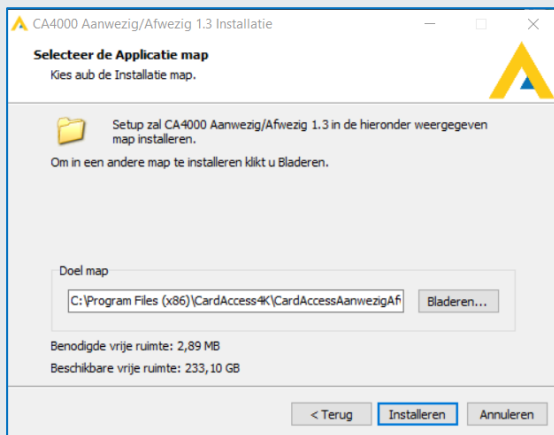 CA4000 Aanwezig/Afwezig 1.3 Installatie
Selecteer de Applicatie map
Kies aub de Installatie map.
Setup zal CA4000 Aanwezig/Afwezig 1.3 in de hieronder weergegeven
map installeren.
Om in een andere map te installeren klikt u Bladeren.
Doel map
C:\Program Files (x86)\CardAccess4K\CardAccessAanwezigAf
Bladeren...
Benodigde vrije ruimte: 2,89 MB
Beschikbare vrije ruimte: 233,10 GB
< Terug
Installeren
Annuleren